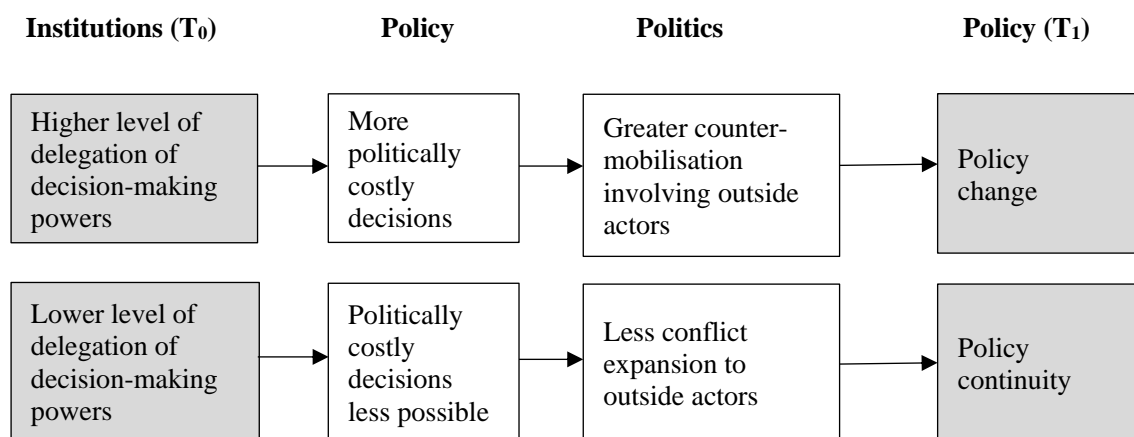 Institutions (T₀) Policy Politics Policy (T₁)
Higher level of
delegation of
decision-making
powers
More
politically
costly
decisions
Greater counter-
mobilisation
involving outside
actors
Policy
change
Lower level of
delegation of
decision-making
powers
Politically
costly
decisions
less possible
Less conflict
expansion to
outside actors
Policy
continuity